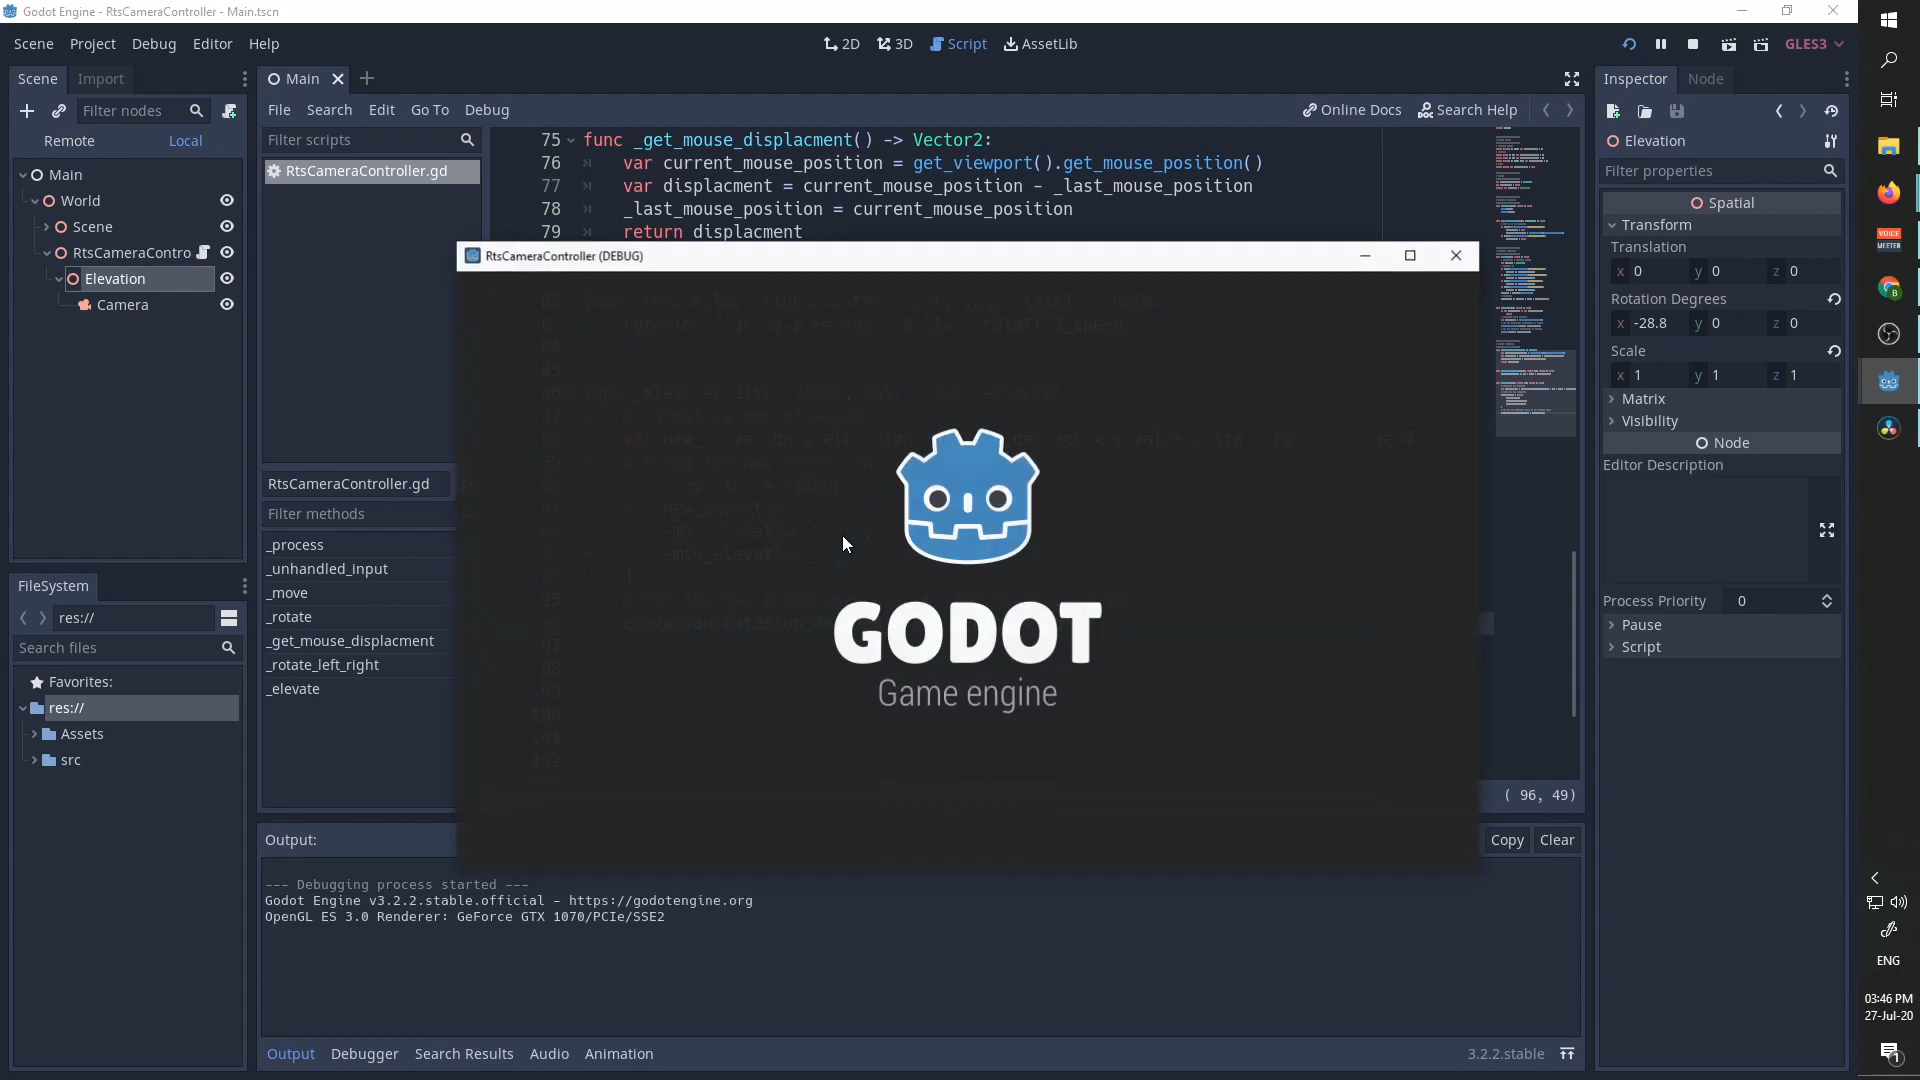 Godot Engine - RtsCameraController - Main.tscn
Scene Project Debug Editor Help
2D 3D Script AssetLib
GLES3
Scene Import
Main
Inspector Node
Filter nodes
File Search Edit Go To Debug
Online Docs Search Help
Remote Local
Filter scripts
RtsCameraController.gd
Elevation
Filter properties
Main
World
Scene
RtsCameraContro
Elevation
Camera
75 func _get_mouse_displacment() -> Vector2:
76 var current_mouse_position = get_viewport().get_mouse_position()
77 var displacment = current_mouse_position - _last_mouse_position
78 _last_mouse_position = current_mouse_position
79 return displacment
RtsCameraController (DEBUG)
GODOT
Game engine
Spatial
Transform
Translation
x 0 y 0 z 0
Rotation Degrees
x -28.8 y 0 z 0
Scale
x 1 y 1 z 1
Matrix
Visibility
Node
Editor Description
Process Priority 0
Pause
Script
RtsCameraController.gd
Filter methods
_process
_unhandled_input
_move
_rotate
_get_mouse_displacment
_rotate_left_right
_elevate
FileSystem
res://
Search files
Favorites:
res://
Assets
src
( 96, 49)
Output:
Copy Clear
--- Debugging process started ---
Godot Engine v3.2.2.stable.official - https://godotengine.org
OpenGL ES 3.0 Renderer: GeForce GTX 1070/PCIe/SSE2
Output Debugger Search Results Audio Animation
3.2.2.stable
VOICE
MEETER
B
ENG
03:46 PM
27-Jul-20
1